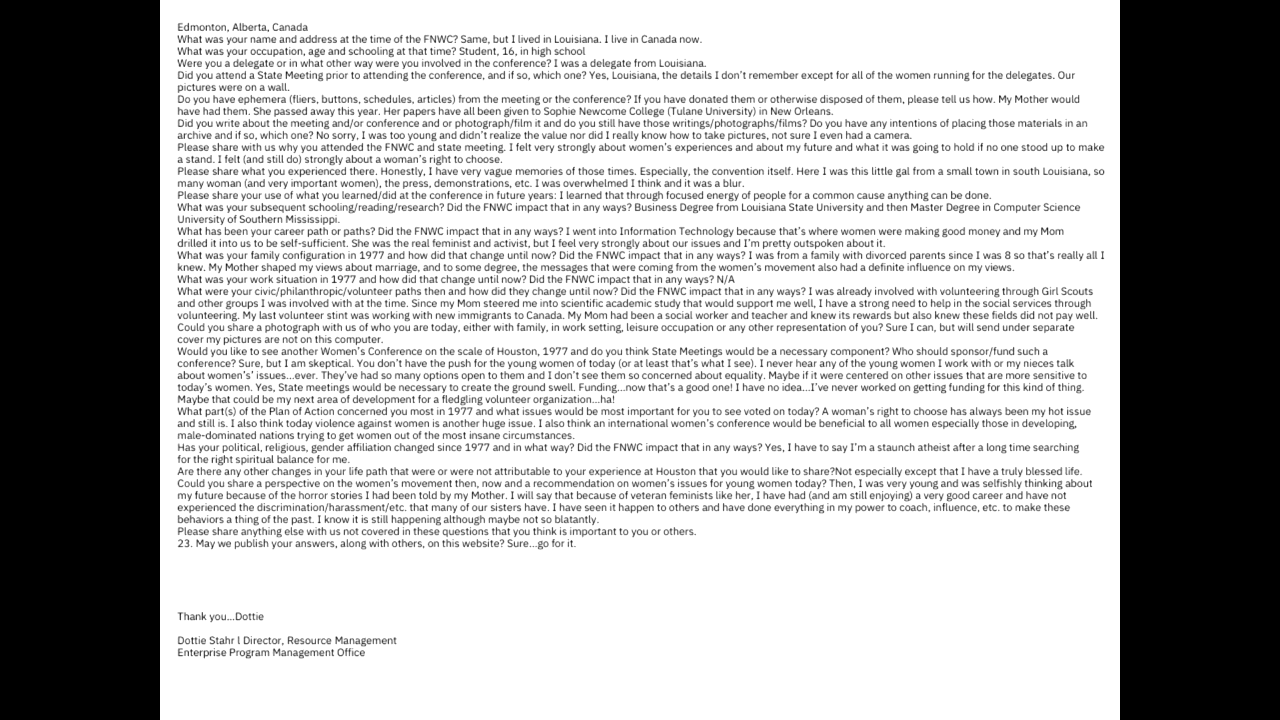 Edmonton, Alberta, Canada
What was your name and address at the time of the FNWC? Same, but I lived in Louisiana. I live in Canada now.
What was your occupation, age and schooling at that time? Student, 16, in high school
Were you a delegate or in what other way were you involved in the conference? I was a delegate from Louisiana.
Did you attend a State Meeting prior to attending the conference, and if so, which one? Yes, Louisiana, the details I don't remember except for all of the women running for the delegates. Our
pictures were on a wall.
Do you have ephemera (fliers, buttons, schedules, articles) from the meeting or the conference? If you have donated them or otherwise disposed of them, please tell us how. My Mother would
have had them. She passed away this year. Her papers have all been given to Sophie Newcome College (Tulane University) in New Orleans.
Did you write about the meeting and/or conference and or photograph/film it and do you still have those writings/photographs/films? Do you have any intentions of placing those materials in an
archive and if so, which one? No sorry, I was too young and didn't realize the value nor did I really know how to take pictures, not sure I even had a camera.
Please share with us why you attended the FNWC and state meeting. I felt very strongly about women's experiences and about my future and what it was going to hold if no one stood up to make
a stand. I felt (and still do) strongly about a woman's right to choose.
Please share what you experienced there. Honestly, I have very vague memories of those times. Especially, the convention itself. Here I was this little gal from a small town in south Louisiana, so
many woman (and very important women), the press, demonstrations, etc. I was overwhelmed I think and it was a blur.
Please share your use of what you learned/did at the conference in future years: I learned that through focused energy of people for a common cause anything can be done.
What was your subsequent schooling/reading/research? Did the FNWC impact that in any ways? Business Degree from Louisiana State University and then Master Degree in Computer Science
University of Southern Mississippi.
What has been your career path or paths? Did the FNWC impact that in any ways? I went into Information Technology because that's where women were making good money and my Mom
drilled it into us to be self-sufficient. She was the real feminist and activist, but I feel very strongly about our issues and I'm pretty outspoken about it.
What was your family configuration in 1977 and how did that change until now? Did the FNWC impact that in any ways? I was from a family with divorced parents since I was 8 so that's really all I
knew. My Mother shaped my views about marriage, and to some degree, the messages that were coming from the women's movement also had a definite influence on my views.
What was your work situation in 1977 and how did that change until now? Did the FNWC impact that in any ways? N/A
What were your civic/philanthropic/volunteer paths then and how did they change until now? Did the FNWC impact that in any ways? I was already involved with volunteering through Girl Scouts
and other groups I was involved with at the time. Since my Mom steered me into scientific academic study that would support me well, I have a strong need to help in the social services through
volunteering. My last volunteer stint was working with new immigrants to Canada. My Mom had been a social worker and teacher and knew its rewards but also knew these fields did not pay well.
Could you share a photograph with us of who you are today, either with family, in work setting, leisure occupation or any other representation of you? Sure I can, but will send under separate
cover my pictures are not on this computer.
Would you like to see another Women's Conference on the scale of Houston, 1977 and do you think State Meetings would be a necessary component? Who should sponsor/fund such a
conference? Sure, but I am skeptical. You don't have the push for the young women of today (or at least that's what I see). I never hear any of the young women I work with or my nieces talk
about women's' issues…ever. They've had so many options open to them and I don't see them so concerned about equality. Maybe if it were centered on other issues that are more sensitive to
today's women. Yes, State meetings would be necessary to create the ground swell. Funding…now that's a good one! I have no idea…I've never worked on getting funding for this kind of thing.
Maybe that could be my next area of development for a fledgling volunteer organization…ha!
What part(s) of the Plan of Action concerned you most in 1977 and what issues would be most important for you to see voted on today? A woman's right to choose has always been my hot issue
and still is. I also think today violence against women is another huge issue. I also think an international women's conference would be beneficial to all women especially those in developing,
male-dominated nations trying to get women out of the most insane circumstances.
Has your political, religious, gender affiliation changed since 1977 and in what way? Did the FNWC impact that in any ways? Yes, I have to say I'm a staunch atheist after a long time searching
for the right spiritual balance for me.
Are there any other changes in your life path that were or were not attributable to your experience at Houston that you would like to share?Not especially except that I have a truly blessed life.
Could you share a perspective on the women's movement then, now and a recommendation on women's issues for young women today? Then, I was very young and was selfishly thinking about
my future because of the horror stories I had been told by my Mother. I will say that because of veteran feminists like her, I have had (and am still enjoying) a very good career and have not
experienced the discrimination/harassment/etc. that many of our sisters have. I have seen it happen to others and have done everything in my power to coach, influence, etc. to make these
behaviors a thing of the past. I know it is still happening although maybe not so blatantly.
Please share anything else with us not covered in these questions that you think is important to you or others.
23. May we publish your answers, along with others, on this website? Sure…go for it.
Thank you…Dottie
Dottie Stahr l Director, Resource Management
Enterprise Program Management Office